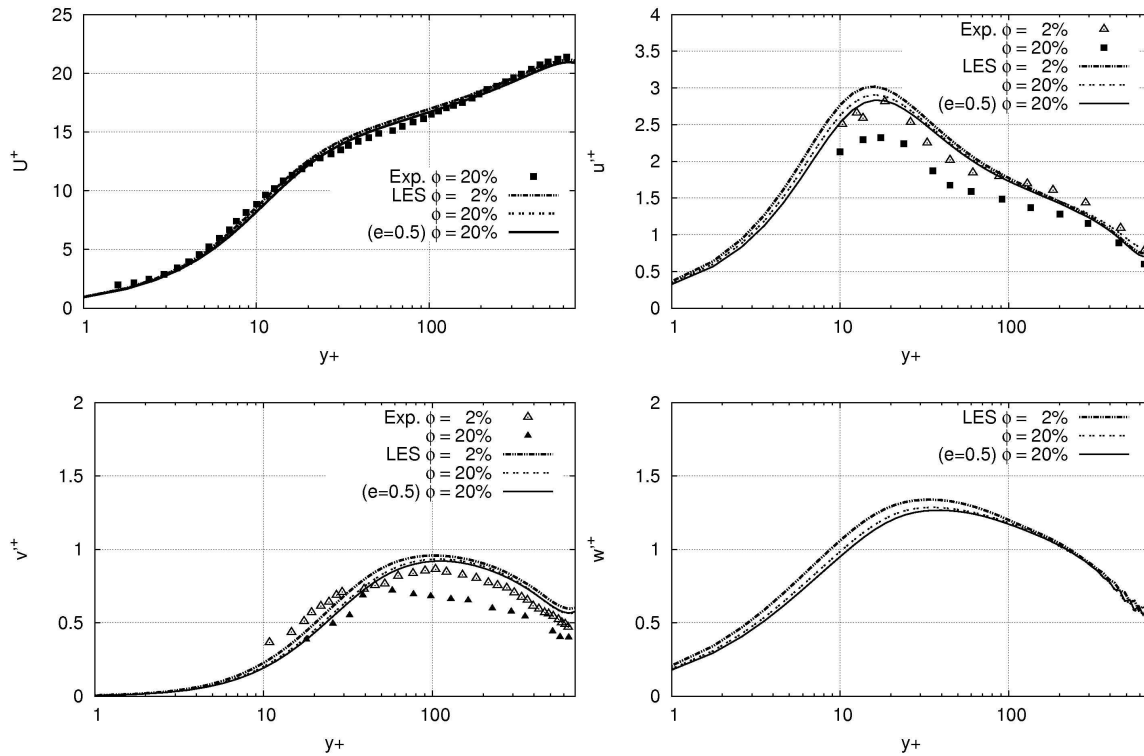 25
20
15
10
5
0
1
10
100
U+
y+
Exp. ϕ = 20%
LES ϕ = 2%
ϕ = 20%
(e=0.5) ϕ = 20%
4
3.5
3
2.5
2
1.5
1
0.5
0
1
10
100
u'+
y+
Exp. ϕ = 2%
ϕ = 20%
LES ϕ = 2%
ϕ = 20%
(e=0.5) ϕ = 20%
2
1.5
1
0.5
0
1
10
100
v'+
y+
Exp. ϕ = 2%
ϕ = 20%
LES ϕ = 2%
ϕ = 20%
(e=0.5) ϕ = 20%
2
1.5
1
0.5
0
1
10
100
w'+
y+
LES ϕ = 2%
ϕ = 20%
(e=0.5) ϕ = 20%